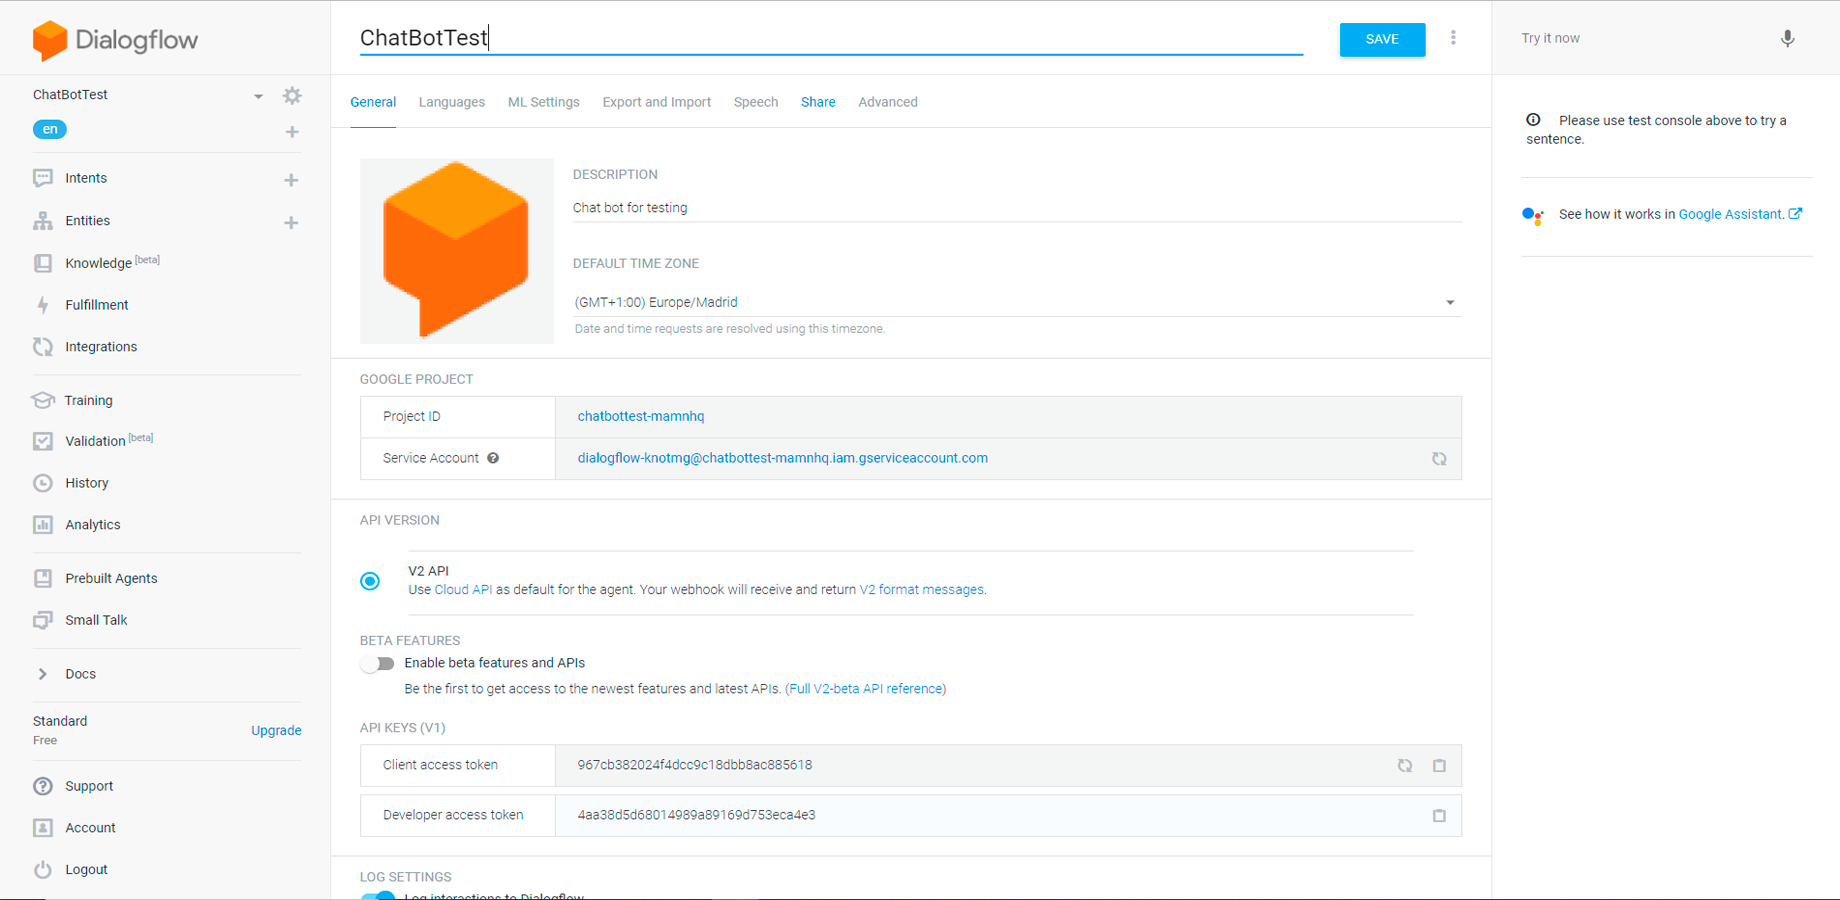 Dialogflow
ChatBotTest
en
Intents
Entities
Knowledge [beta]
Fulfillment
Integrations
Training
Validation [beta]
History
Analytics
Prebuilt Agents
Small Talk
Docs
Standard
Free
Upgrade
Support
Account
Logout
ChatBotTest
SAVE
General Languages ML Settings Export and Import Speech Share Advanced
DESCRIPTION
Chat bot for testing
DEFAULT TIME ZONE
(GMT+1:00) Europe/Madrid
Date and time requests are resolved using this timezone.
GOOGLE PROJECT
Project ID chatbottest-mamnhq
Service Account dialogflow-knotmg@chatbottest-mamnhq.iam.gserviceaccount.com
API VERSION
V2 API
Use Cloud API as default for the agent. Your webhook will receive and return V2 format messages.
BETA FEATURES
Enable beta features and APIs
Be the first to get access to the newest features and latest APIs. (Full V2-beta API reference)
API KEYS (V1)
Client access token 967cb382024f4dcc9c18dbb8ac885618
Developer access token 4aa38d5d68014989a89169d753eca4e3
LOG SETTINGS
Log interactions to Dialogflow
Try it now
Please use test console above to try a
sentence.
See how it works in Google Assistant.